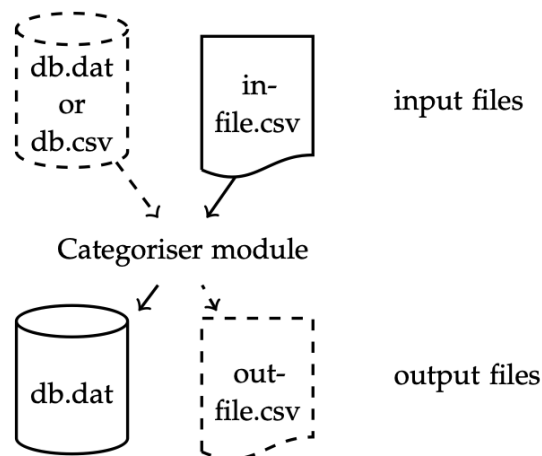 db.dat
or
db.csv
in-
file.csv
input files
Categoriser module
db.dat
out-
file.csv
output files